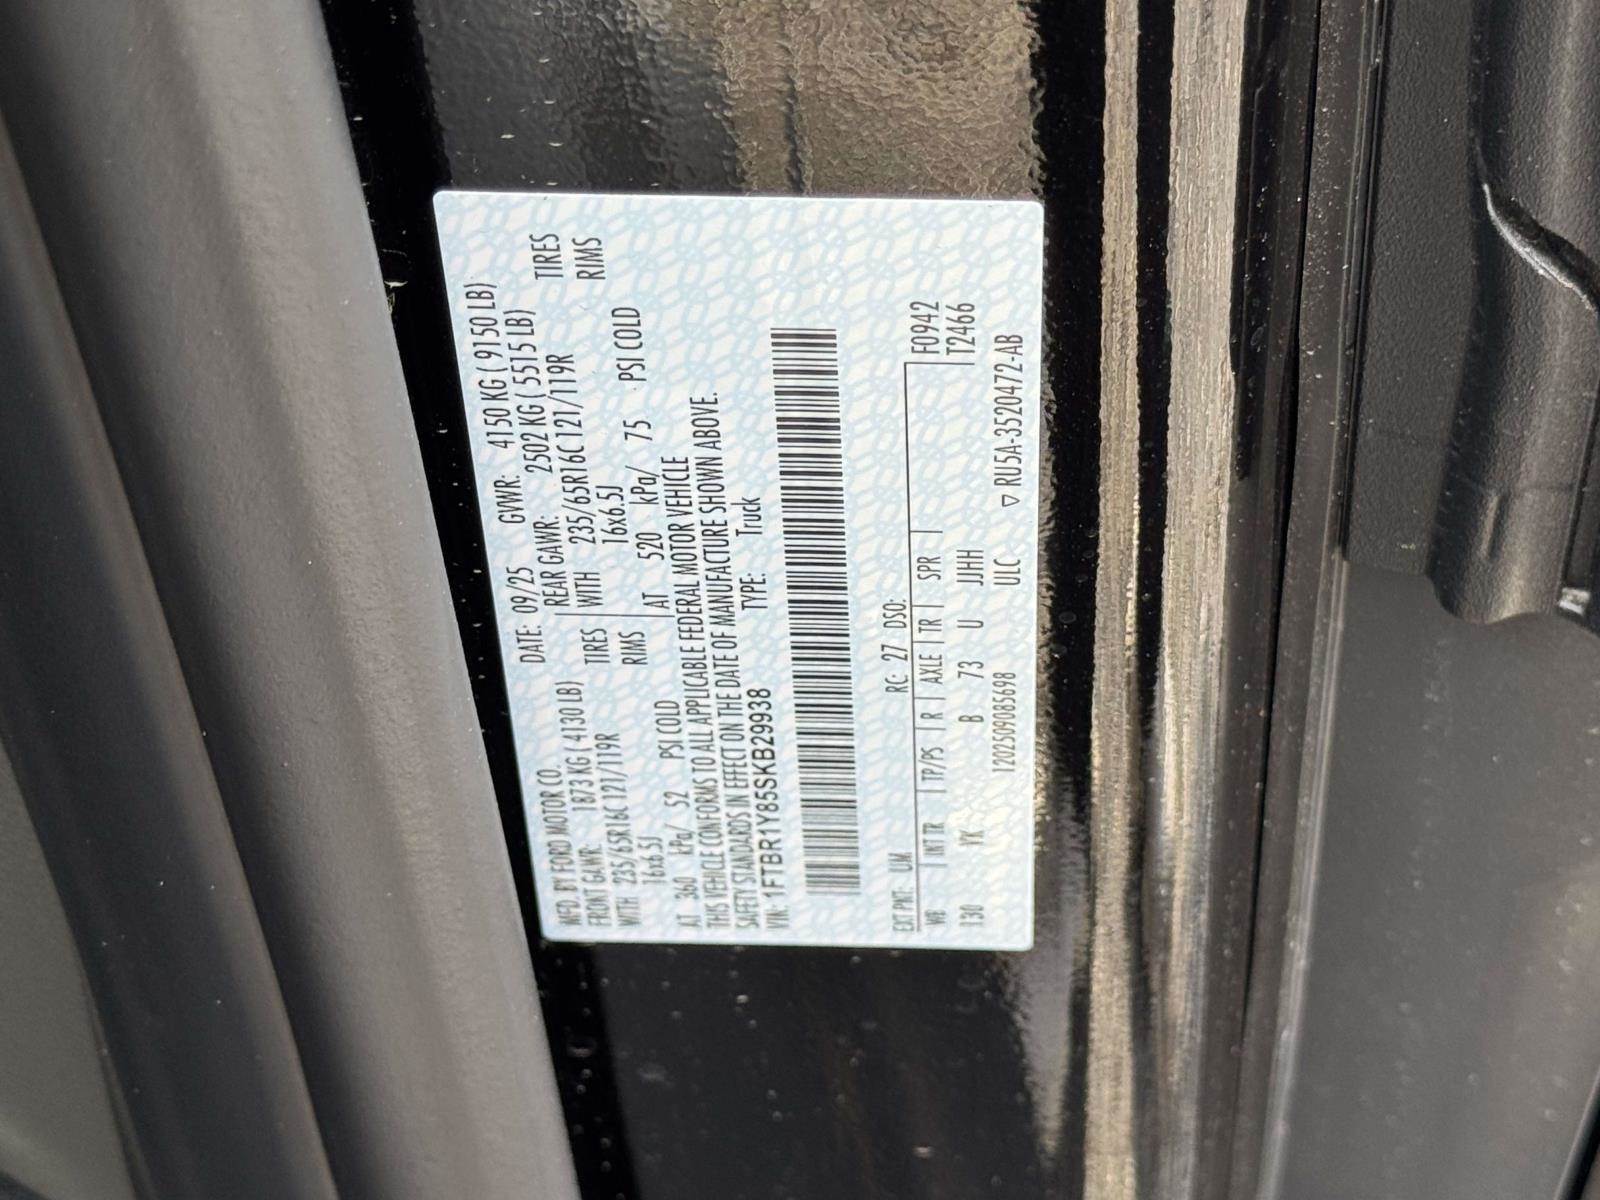 MFD. BY FORD MOTOR CO. DATE: 09/25 GVWR: 4150 KG ( 9150 LB)
FRONT GAWR: 1873 KG ( 4130 LB) REAR GAWR: 2502 KG ( 5515 LB)
WITH 235/65R16C 121/119R TIRES WITH 235/65R16C 121/119R TIRES
16x6.5J RIMS 16x6.5J RIMS
AT 360 kPa/ 52 PSI COLD AT 520 kPa/ 75 PSI COLD
THIS VEHICLE CONFORMS TO ALL APPLICABLE FEDERAL MOTOR VEHICLE
SAFETY STANDARDS IN EFFECT ON THE DATE OF MANUFACTURE SHOWN ABOVE.
VIN: 1FTBR1Y85SKB29938 TYPE: Truck
EXT PNT: UM RC: 27 DSO:
WB INT TR TP/PS R AXLE TR SPR F0942
130 YK B 73 U JJHH T2466
1202509085698 ULC ▽ RU5A-3520472-AB